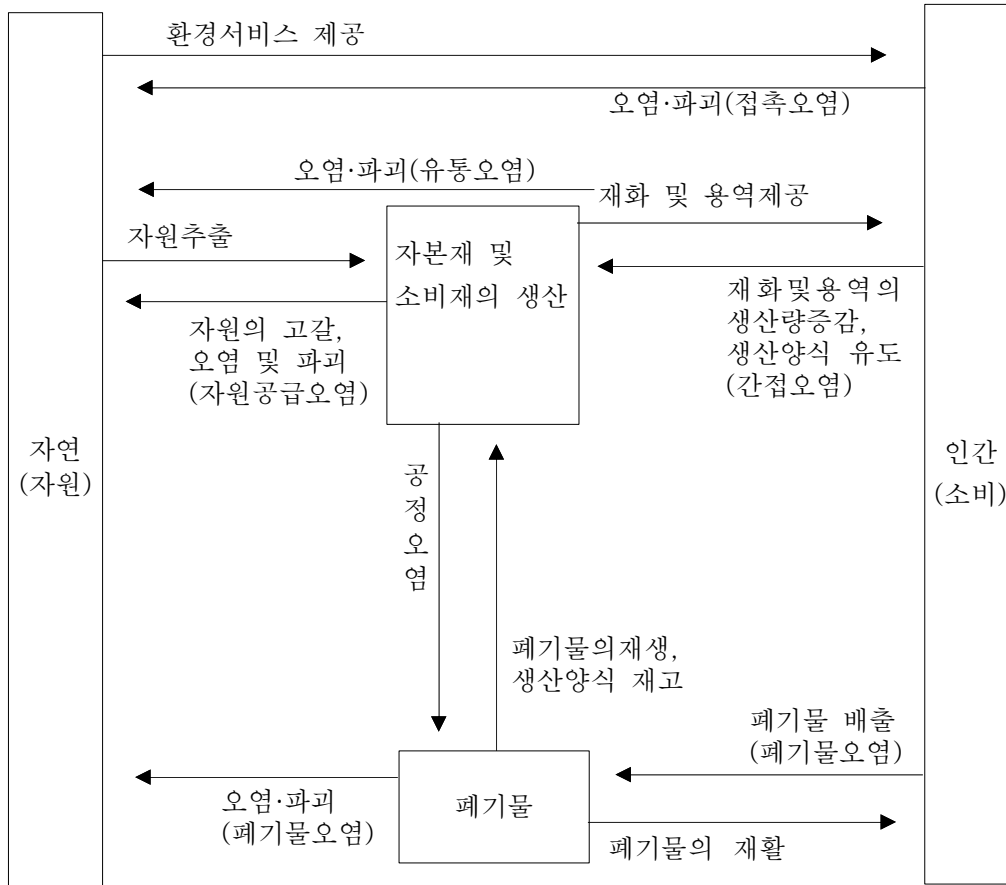 환경서비스 제공
오염·파괴(접촉오염)
오염·파괴(유통오염)
재화 및 용역제공
자원추출
자본재 및
소비재의 생산
자원의 고갈,
오염 및 파괴
(자원공급오염)
재화및용역의
생산량증감,
생산양식 유도
(간접오염)
자연
(자원)
인간
(소비)
공
정
오
염
폐기물의재생,
생산양식 재고
폐기물 배출
(폐기물오염)
오염·파괴
(폐기물오염)
폐기물
폐기물의 재활